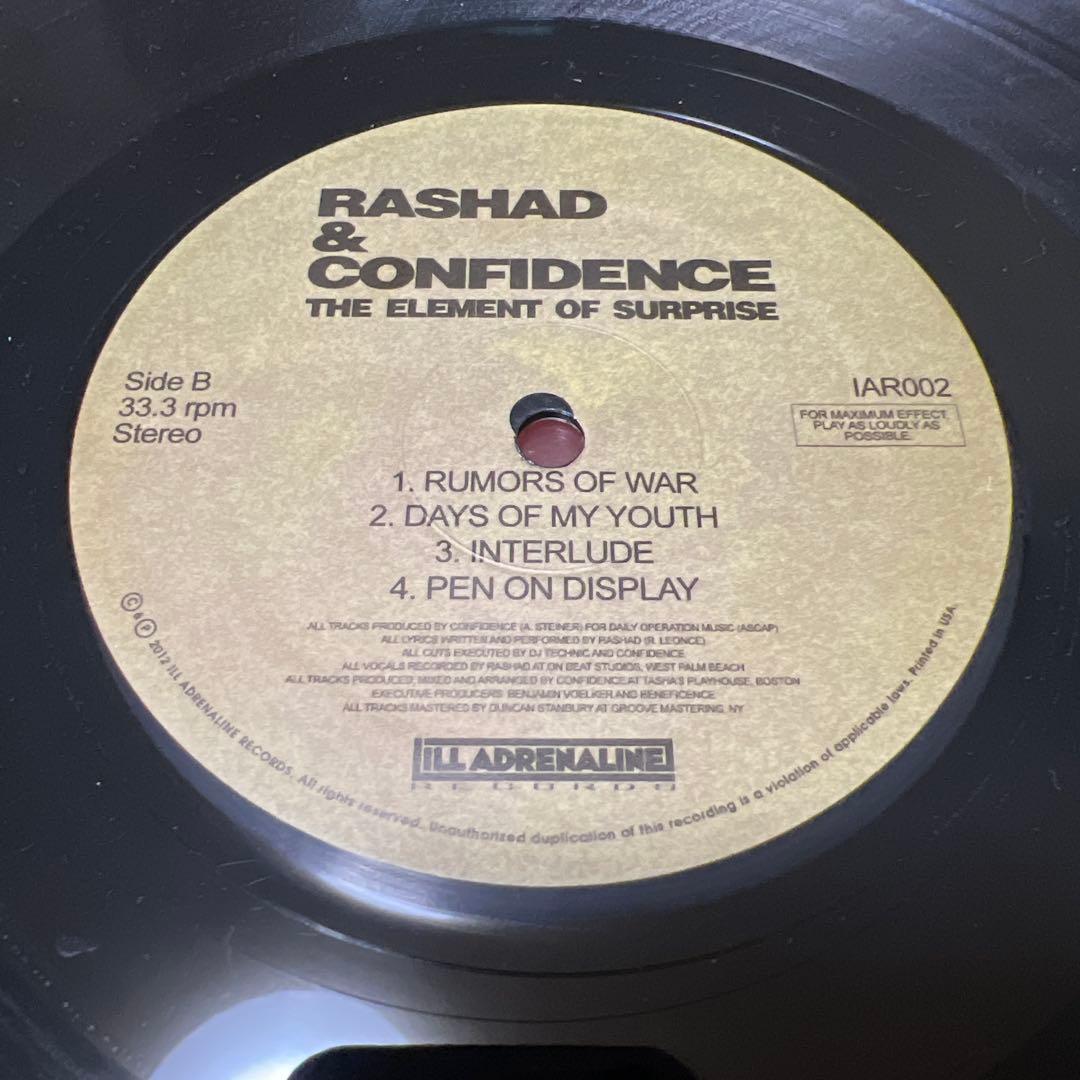 RASHAD
&
CONFIDENCE
THE ELEMENT OF SURPRISE
Side B
33.3 rpm
Stereo
IAR002
FOR MAXIMUM EFFECT,
PLAY AS LOUDLY AS
POSSIBLE.
1. RUMORS OF WAR
2. DAYS OF MY YOUTH
3. INTERLUDE
4. PEN ON DISPLAY
ALL TRACKS PRODUCED BY CONFIDENCE (A. STEINER) FOR DAILY OPERATION MUSIC (ASCAP)
ALL LYRICS WRITTEN AND PERFORMED BY RASHAD (R. LEONCE)
ALL CUTS EXECUTED BY DJ TECHNIC AND CONFIDENCE
ALL VOCALS RECORDED BY RASHAD AT ON BEAT STUDIOS, WEST PALM BEACH
ALL TRACKS PRODUCED, MIXED AND ARRANGED BY CONFIDENCE AT TASHA'S PLAYHOUSE, BOSTON
EXECUTIVE PRODUCERS: BENJAMIN VOELKER AND BENEFICENCE
ALL TRACKS MASTERED BY DUNCAN STANBURY AT GROOVE MASTERING, NY
ILL ADRENALINE
RECORDS
© & ℗ 2012 ILL ADRENALINE RECORDS. All rights reserved. Unauthorized duplication of this recording is a violation of applicable laws. Printed in USA